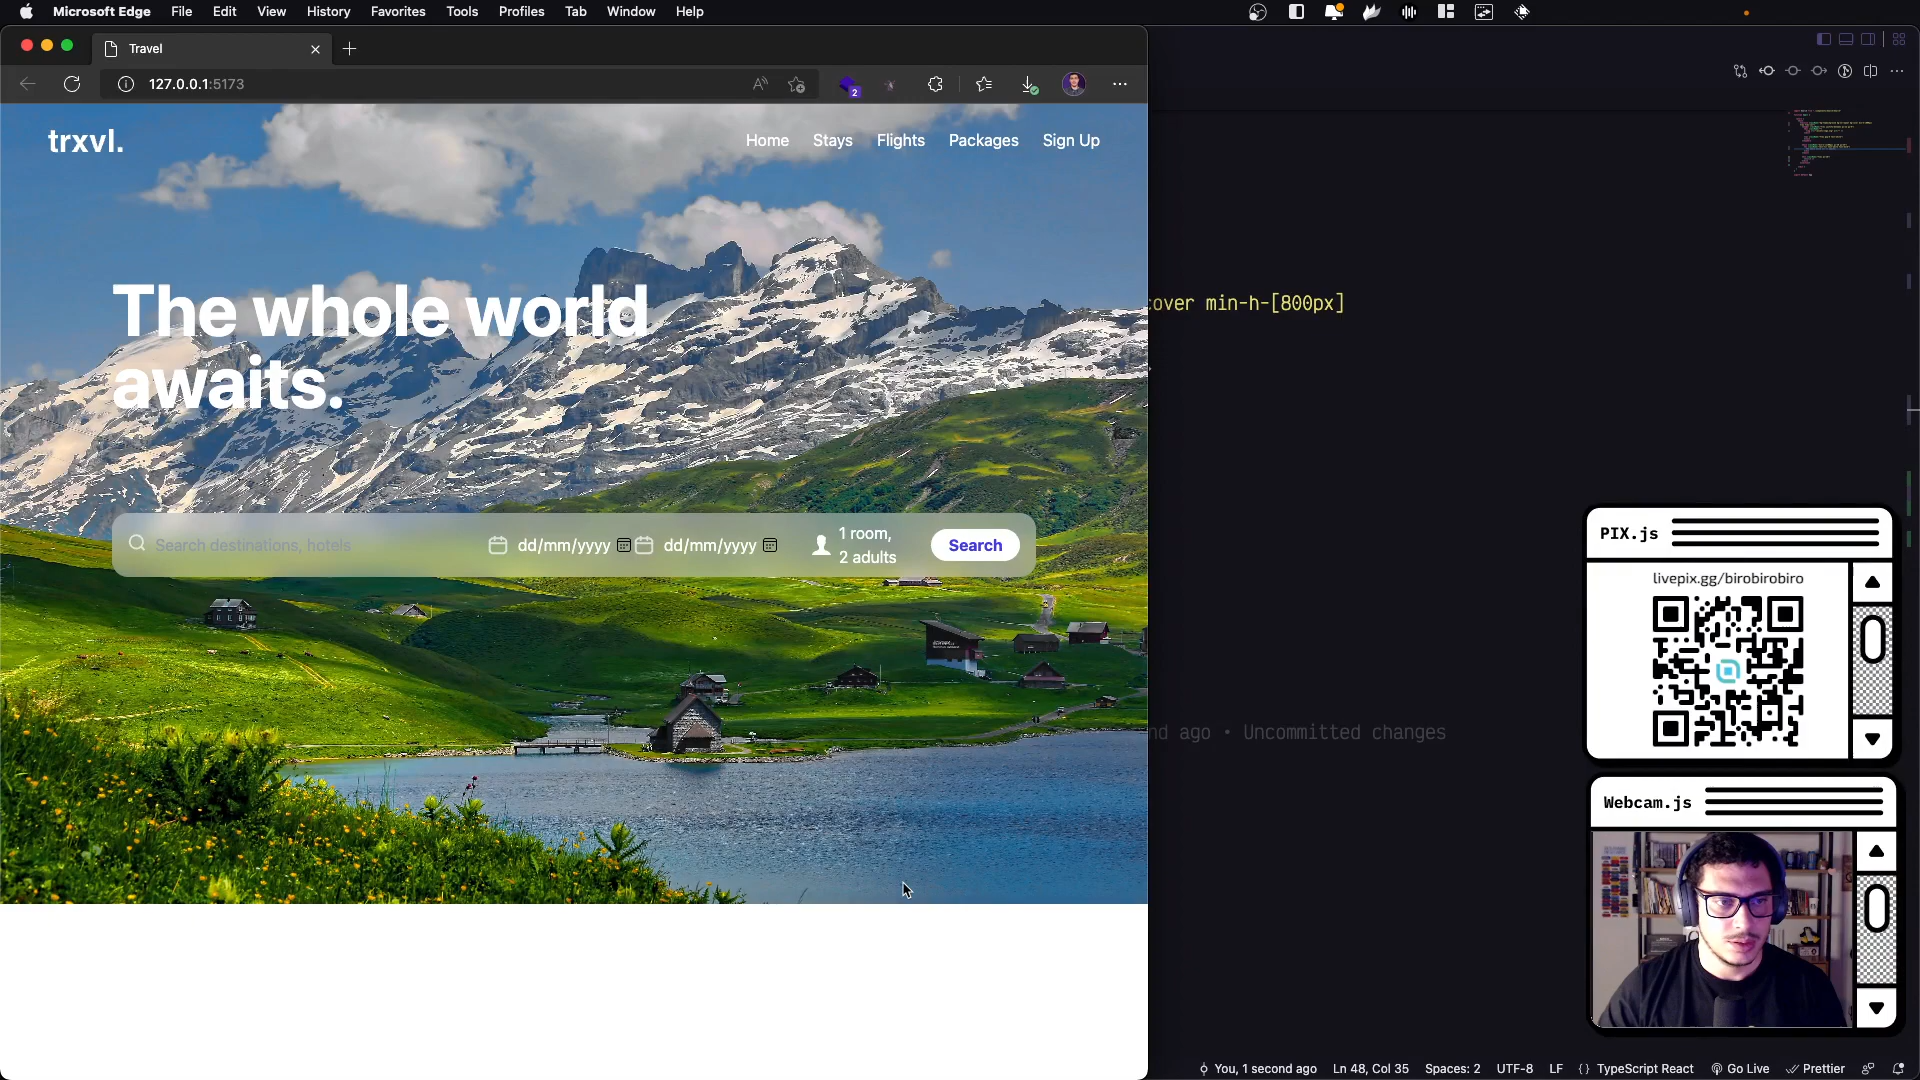 Microsoft Edge File Edit View History Favorites Tools Profiles Tab Window Help
Travel
127.0.0.1:5173
2
trxvl.
Home Stays Flights Packages Sign Up
The whole world
awaits.
Search destinations, hotels
dd/mm/yyyy
dd/mm/yyyy
1 room,
2 adults
Search
cover min-h-[800px]
nd ago • Uncommitted changes
PIX.js
livepix.gg/birobirobiro
Webcam.js
You, 1 second ago Ln 48, Col 35 Spaces: 2 UTF-8 LF {} TypeScript React Go Live Prettier